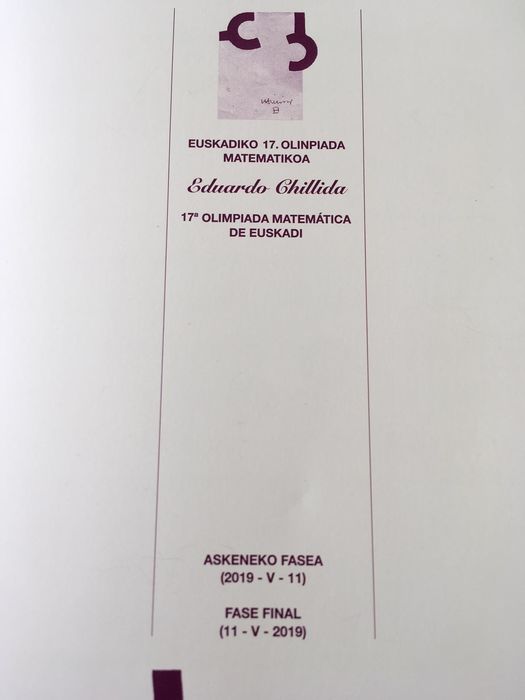 EUSKADIKO 17. OLINPIADA
MATEMATIKOA
Eduardo Chillida
17ª OLIMPIADA MATEMÁTICA
DE EUSKADI
ASKENEKO FASEA
(2019 - V - 11)
FASE FINAL
(11 - V - 2019)